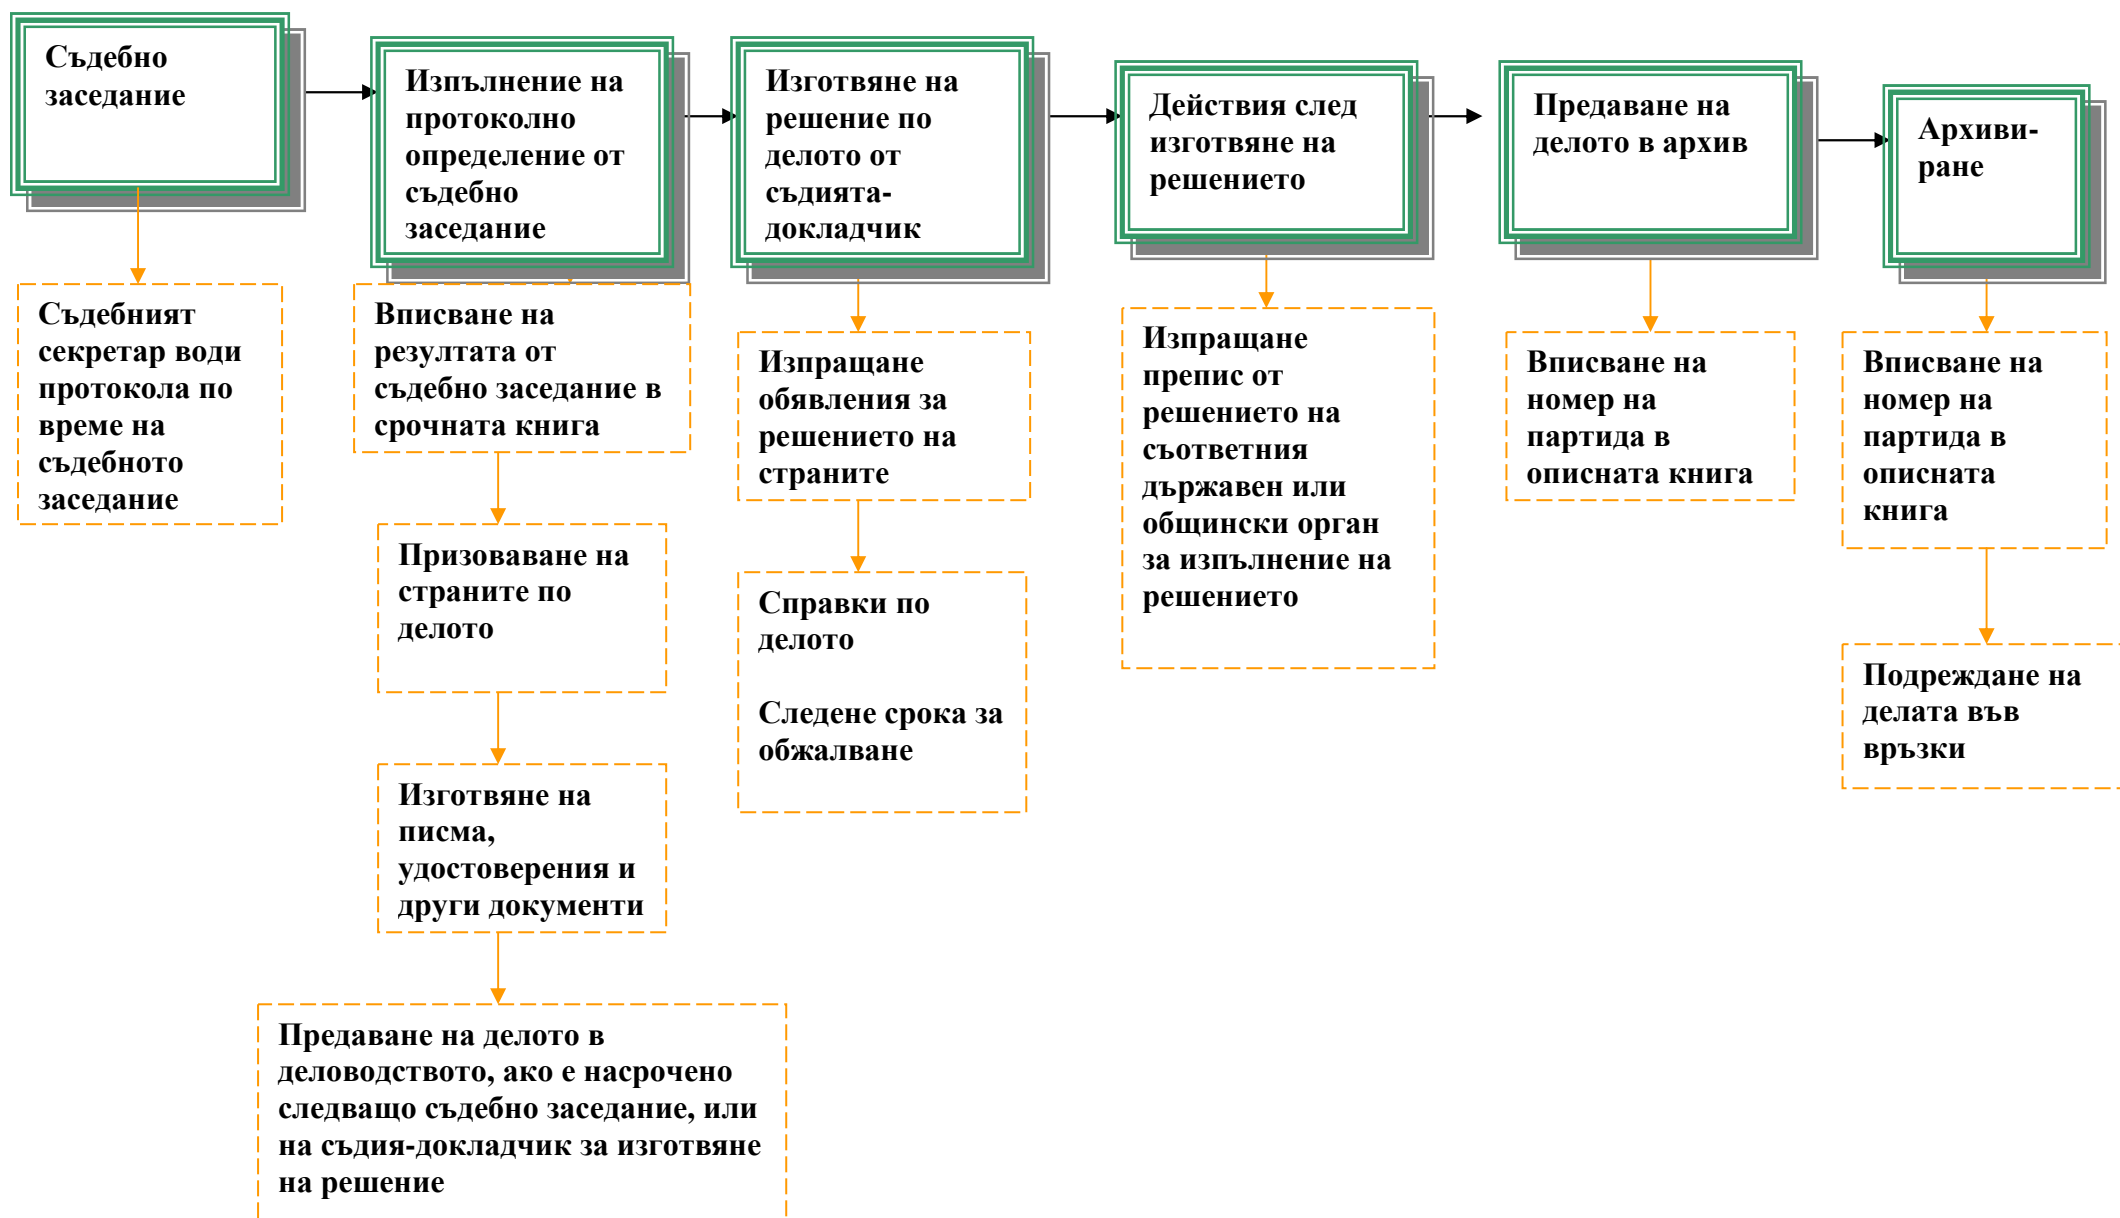 Съдебно
заседание
Изпълнение на
протоколно
определение от
съдебно
заседание
Изготвяне на
решение по
делото от
съдията-
докладчик
Действия след
изготвяне на
решението
Предаване на
делото в архив
Архиви-
ране
Съдебният
секретар води
протокола по
време на
съдебното
заседание
Вписване на
резултата от
съдебно заседание в
срочната книга
Призоваване на
страните по
делото
Изготвяне на
писма,
удостоверения и
други документи
Предаване на делото в
деловодството, ако е насрочено
следващо съдебно заседание, или
на съдия-докладчик за изготвяне
на решение
Изпращане
обявления за
решението на
страните
Справки по
делото
Следене срока за
обжалване
Изпращане
препис от
решението на
съответния
държавен или
общински орган
за изпълнение на
решението
Вписване на
номер на
партида в
описната книга
Вписване на
номер на
партида в
описната
книга
Подреждане на
делата във
връзки